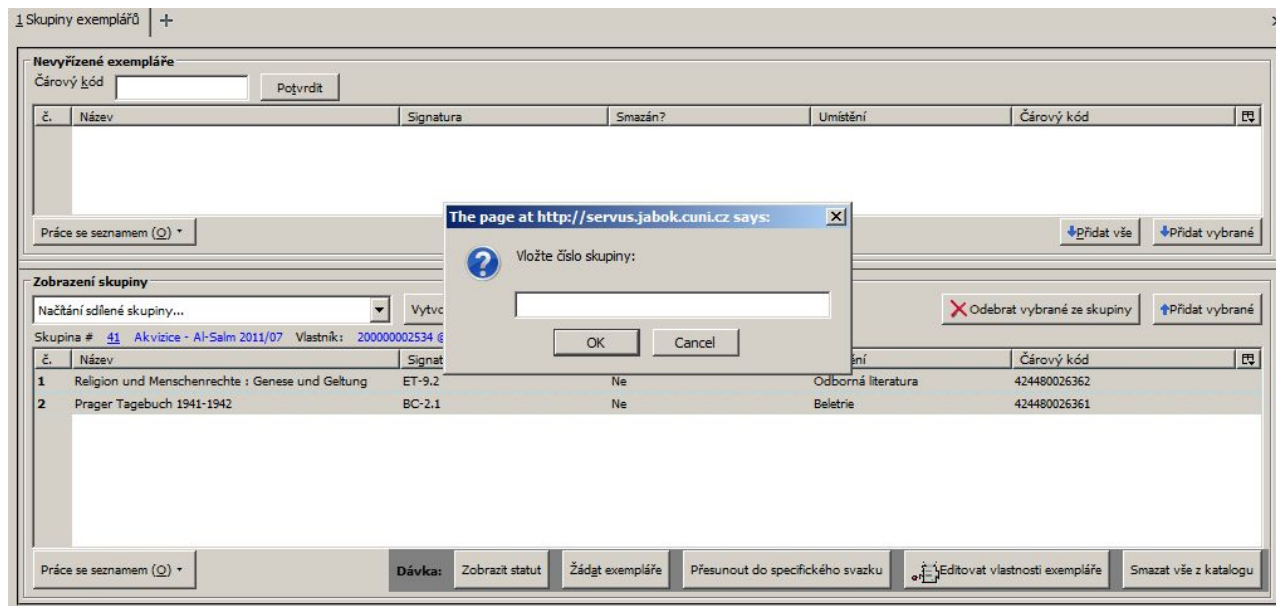 1 Skupiny exemplářů +
Nevyřízené exempláře
Čárový kód Potvrdit
č. Název Signatura Smazán? Umístění Čárový kód
The page at http://servus.jabok.cuni.cz says:
Práce se seznamem (O) Přidat vše Přidat vybrané
Vložte číslo skupiny:
Zobrazení skupiny
Načítání sdílené skupiny... Odebrat vybrané ze skupiny Přidat vybrané
Skupina # 41 Akvizice - Al-Salm 2011/07 Vlastník: 200000002534 @
OK Cancel
č. Název Čárový kód
1 Religion und Menschenrechte : Genese und Geltung ET-9.2 Ne Odborná literatura 424480026362
2 Prager Tagebuch 1941-1942 BC-2.1 Ne Beletrie 424480026361
Práce se seznamem (O) Dávka: Zobrazit statut Žádat exempláře Přesunout do specifického svazku Editovat vlastnosti exempláře Smazat vše z katalogu